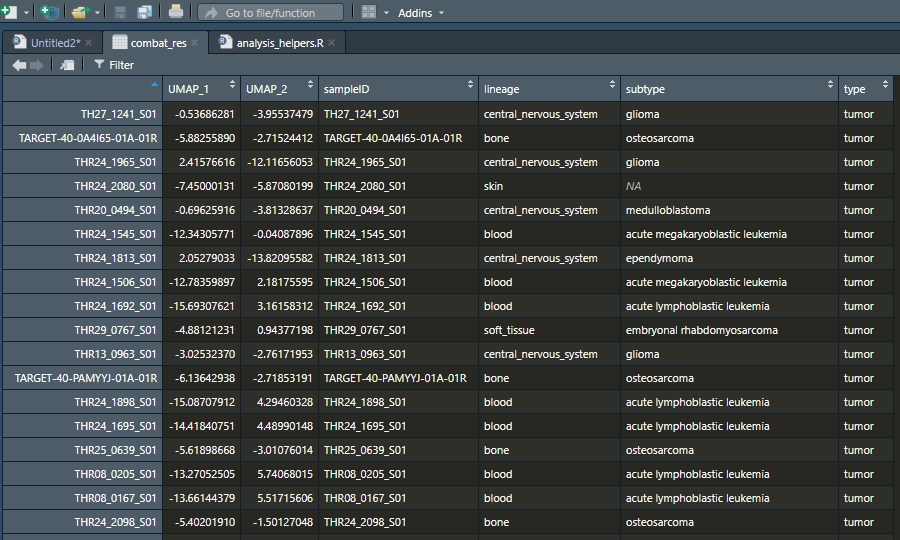 Go to file/function Addins
Untitled2* combat_res analysis_helpers.R
Filter
UMAP_1 UMAP_2 sampleID lineage subtype type
TH27_1241_S01 -0.53686281 -3.95537479 TH27_1241_S01 central_nervous_system glioma tumor
TARGET-40-0A4I65-01A-01R -5.88255890 -2.71524412 TARGET-40-0A4I65-01A-01R bone osteosarcoma tumor
THR24_1965_S01 2.41576616 -12.11656053 THR24_1965_S01 central_nervous_system glioma tumor
THR24_2080_S01 -7.45000131 -5.87080199 THR24_2080_S01 skin NA tumor
THR20_0494_S01 -0.69625916 -3.81328637 THR20_0494_S01 central_nervous_system medulloblastoma tumor
THR24_1545_S01 -12.34305771 -0.04087896 THR24_1545_S01 blood acute megakaryoblastic leukemia tumor
THR24_1813_S01 2.05279033 -13.82095582 THR24_1813_S01 central_nervous_system ependymoma tumor
THR24_1506_S01 -12.78359897 2.18175595 THR24_1506_S01 blood acute megakaryoblastic leukemia tumor
THR24_1692_S01 -15.69307621 3.16158312 THR24_1692_S01 blood acute lymphoblastic leukemia tumor
THR29_0767_S01 -4.88121231 0.94377198 THR29_0767_S01 soft_tissue embryonal rhabdomyosarcoma tumor
THR13_0963_S01 -3.02532370 -2.76171953 THR13_0963_S01 central_nervous_system glioma tumor
TARGET-40-PAMYYJ-01A-01R -6.13642938 -2.71853191 TARGET-40-PAMYYJ-01A-01R bone osteosarcoma tumor
THR24_1898_S01 -15.08707912 4.29460328 THR24_1898_S01 blood acute lymphoblastic leukemia tumor
THR24_1695_S01 -14.41840751 4.48990148 THR24_1695_S01 blood acute lymphoblastic leukemia tumor
THR25_0639_S01 -5.61898668 -3.01076014 THR25_0639_S01 bone osteosarcoma tumor
THR08_0205_S01 -13.27052505 5.74068015 THR08_0205_S01 blood acute lymphoblastic leukemia tumor
THR08_0167_S01 -13.66144379 5.51715606 THR08_0167_S01 blood acute lymphoblastic leukemia tumor
THR24_2098_S01 -5.40201910 -1.50127048 THR24_2098_S01 bone osteosarcoma tumor